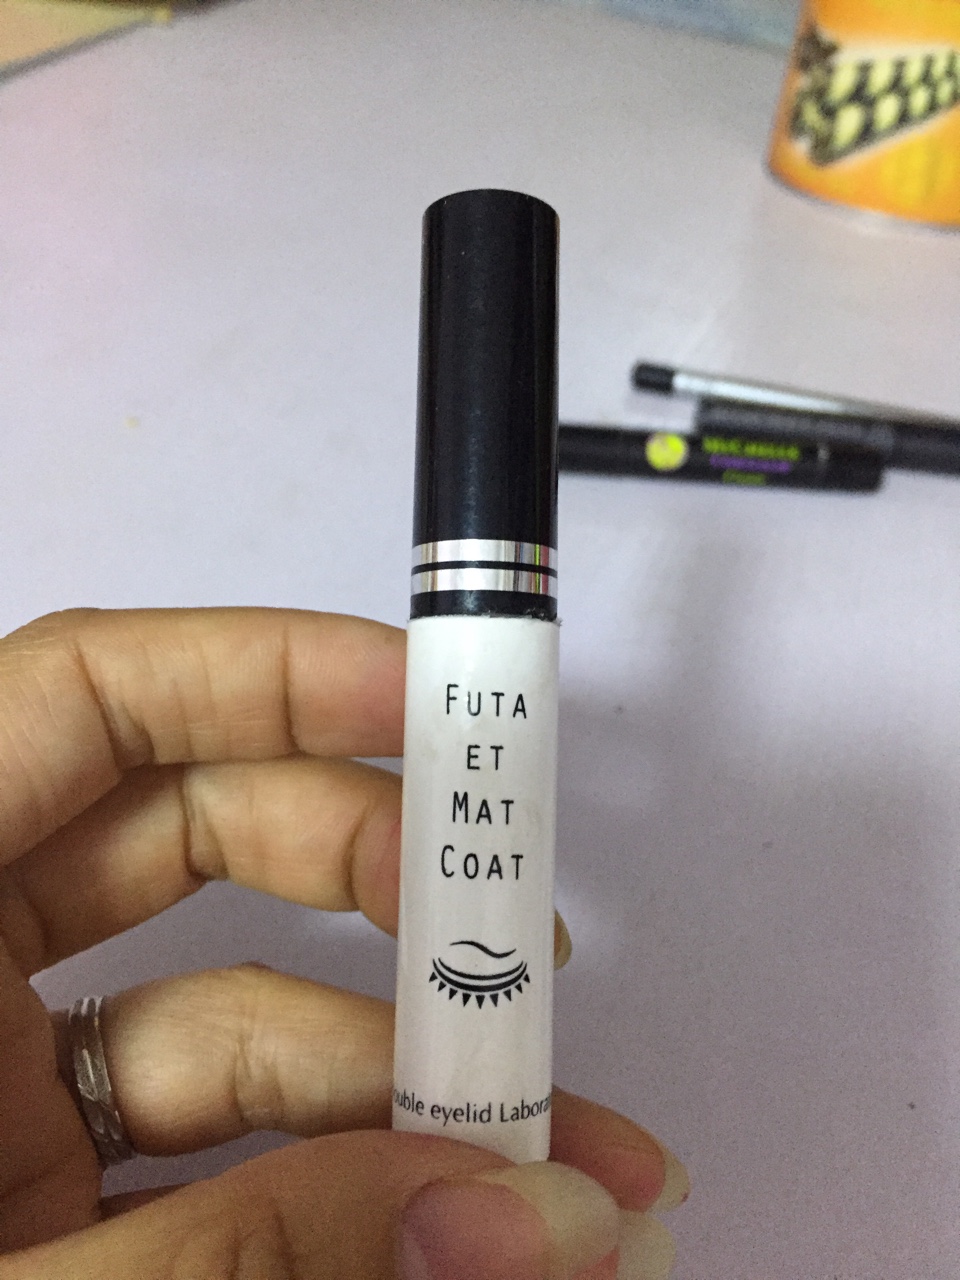 FUTA
ET
MAT
COAT
ouble eyelid Labora